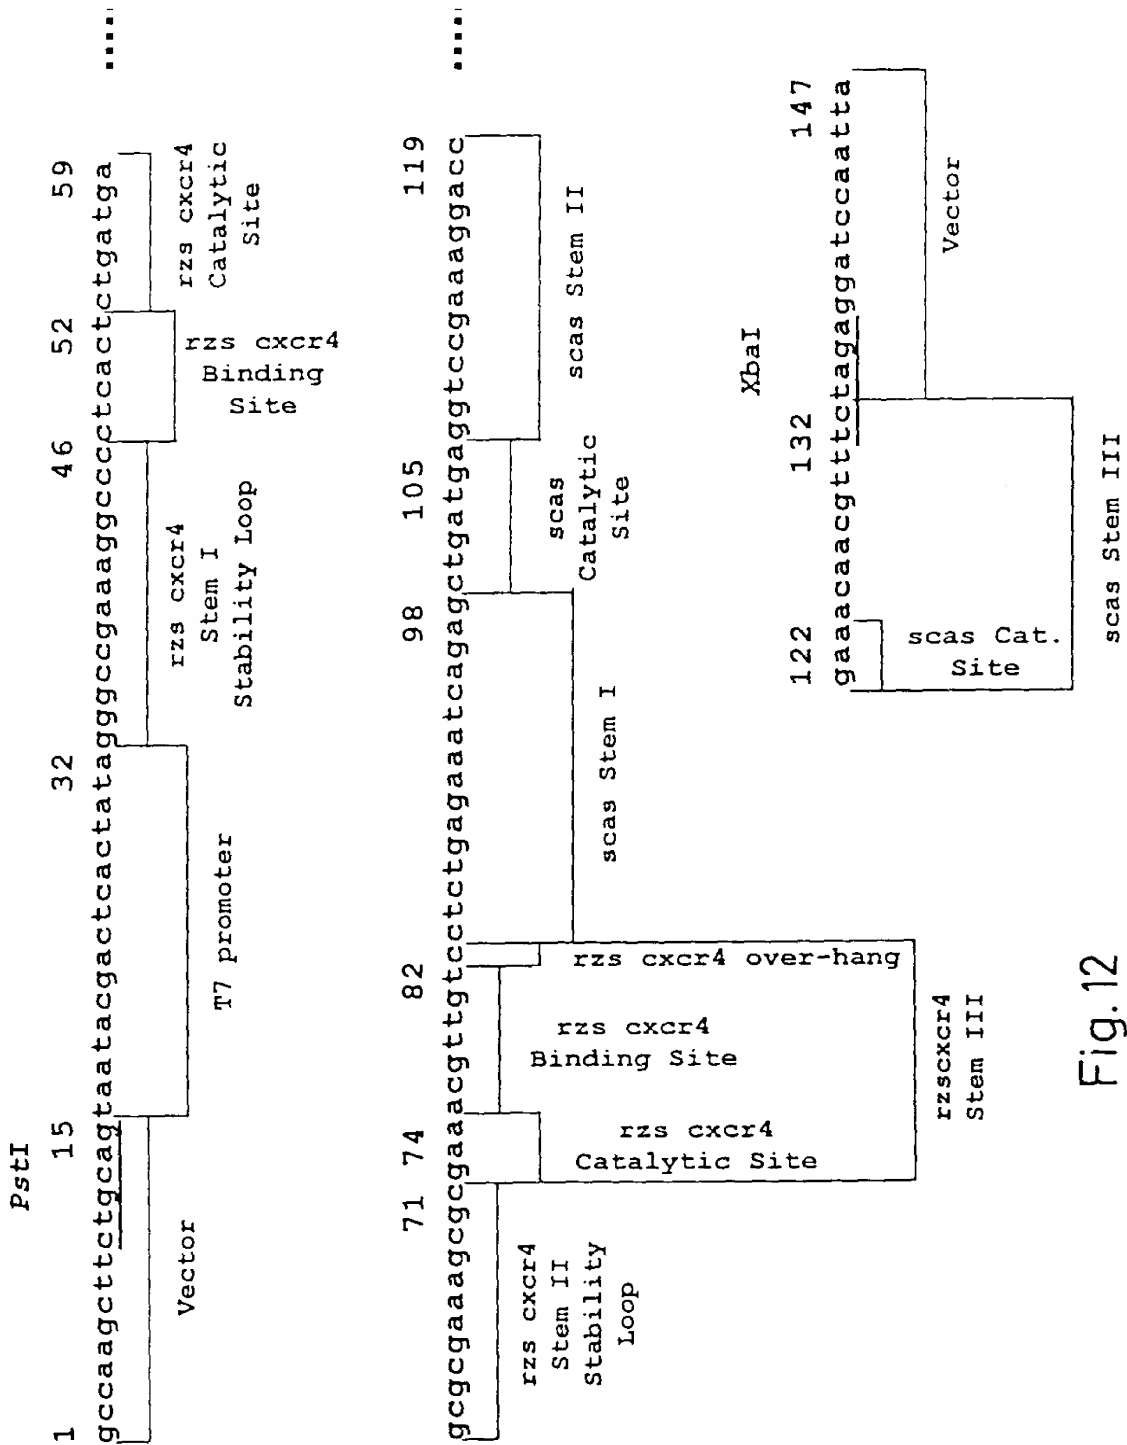 PstI
1 15 32 46 52 59
gccaagcttctgcagtaatacgactcactatagggccgaaaggcccctcactctgatga .....
Vector
T7 promoter
rzs cxcr4
Stem I
Stability Loop
rzs cxcr4
Binding
Site
rzs cxcr4
Catalytic
Site
71 74 82 98 105 119
gcgcgaaagcgcgaaacgttgtcctctgagaaatcagagctgatgaggtccgaaaggacc .....
rzs cxcr4
Stem II
Stability
Loop
rzs cxcr4
Catalytic Site
rzs cxcr4
Binding Site
rzs cxcr4 over-hang
rzscxcr4
Stem III
scas Stem I
scas
Catalytic
Site
scas Stem II
XbaI
122 132 147
gaaacaacgtttctagaggatccaatta
scas Cat.
Site
Vector
scas Stem III
Fig.12